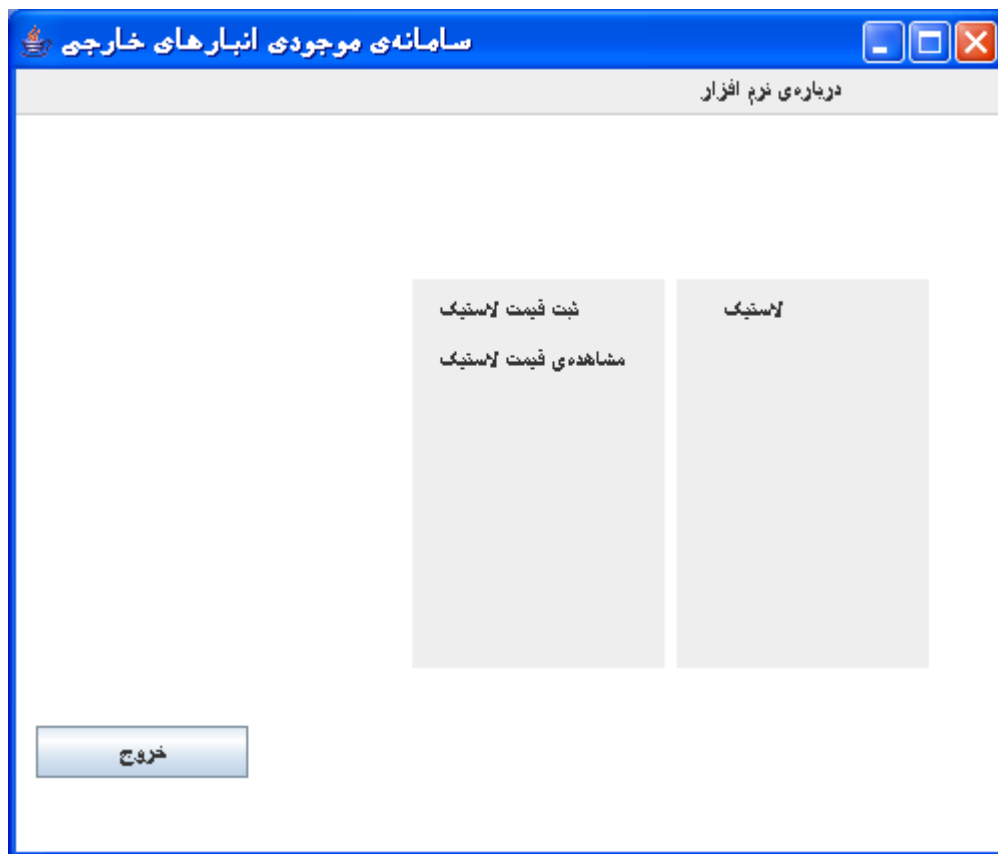 سامانه‌ی موجودی انبارهای خارجی
درباره‌ی نرم افزار
لاستیک
ثبت قیمت لاستیک
مشاهده‌ی قیمت لاستیک
خروج